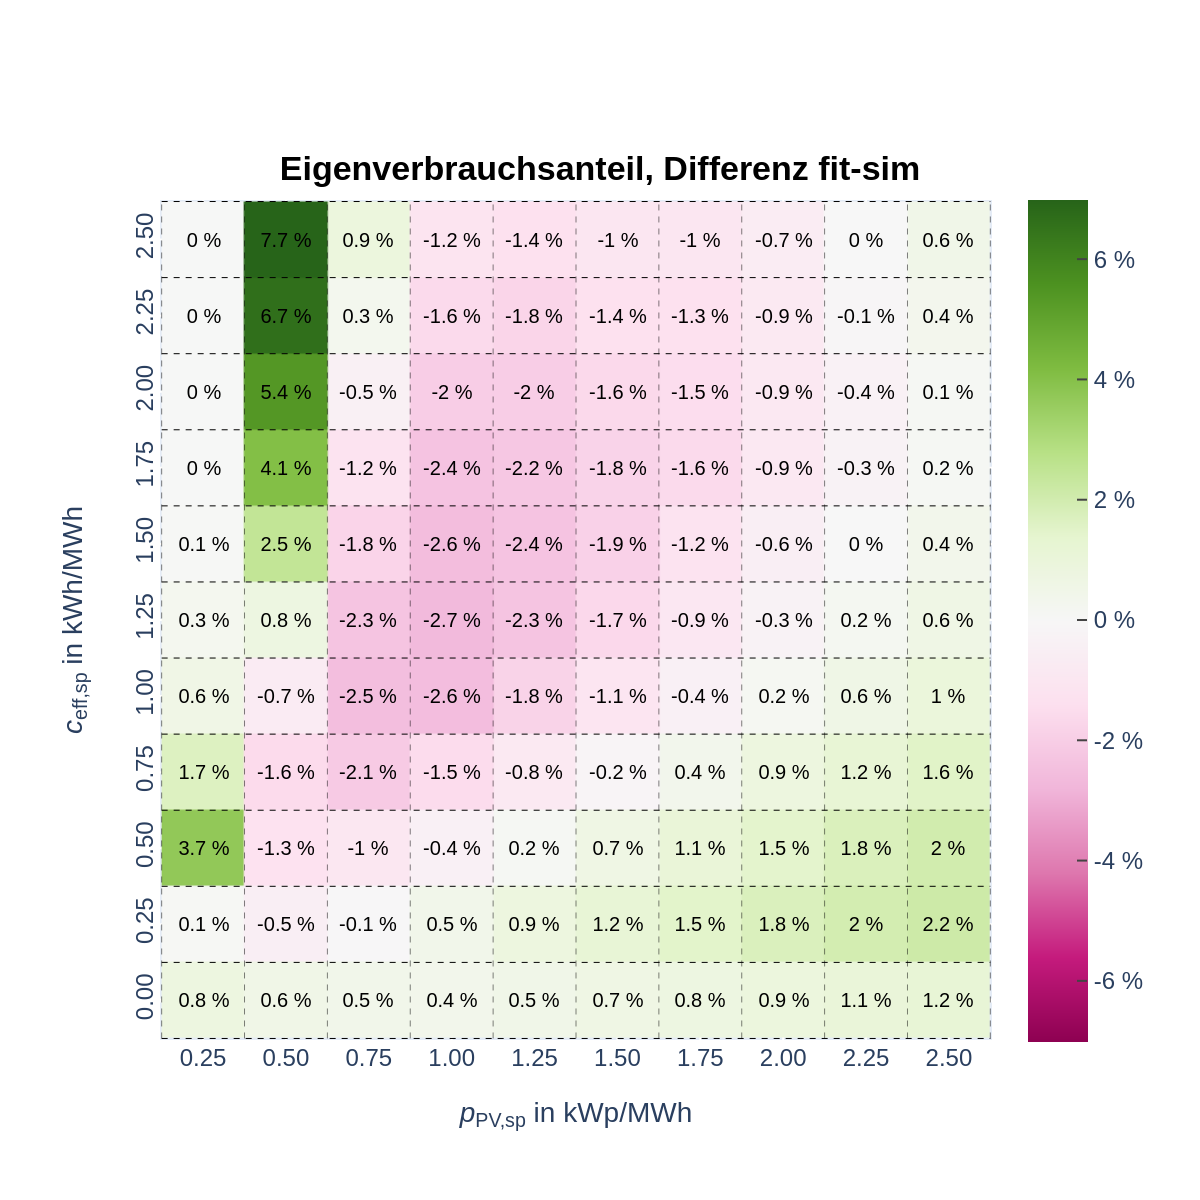 Eigenverbrauchsanteil, Differenz fit-sim
2.50 0 % 7.7 % 0.9 % -1.2 % -1.4 % -1 % -1 % -0.7 % 0 % 0.6 %
2.25 0 % 6.7 % 0.3 % -1.6 % -1.8 % -1.4 % -1.3 % -0.9 % -0.1 % 0.4 %
2.00 0 % 5.4 % -0.5 % -2 % -2 % -1.6 % -1.5 % -0.9 % -0.4 % 0.1 %
1.75 0 % 4.1 % -1.2 % -2.4 % -2.2 % -1.8 % -1.6 % -0.9 % -0.3 % 0.2 %
1.50 0.1 % 2.5 % -1.8 % -2.6 % -2.4 % -1.9 % -1.2 % -0.6 % 0 % 0.4 %
1.25 0.3 % 0.8 % -2.3 % -2.7 % -2.3 % -1.7 % -0.9 % -0.3 % 0.2 % 0.6 %
1.00 0.6 % -0.7 % -2.5 % -2.6 % -1.8 % -1.1 % -0.4 % 0.2 % 0.6 % 1 %
0.75 1.7 % -1.6 % -2.1 % -1.5 % -0.8 % -0.2 % 0.4 % 0.9 % 1.2 % 1.6 %
0.50 3.7 % -1.3 % -1 % -0.4 % 0.2 % 0.7 % 1.1 % 1.5 % 1.8 % 2 %
0.25 0.1 % -0.5 % -0.1 % 0.5 % 0.9 % 1.2 % 1.5 % 1.8 % 2 % 2.2 %
0.00 0.8 % 0.6 % 0.5 % 0.4 % 0.5 % 0.7 % 0.8 % 0.9 % 1.1 % 1.2 %
0.25 0.50 0.75 1.00 1.25 1.50 1.75 2.00 2.25 2.50
pPV,sp in kWp/MWh
ceff,sp in kWh/MWh
6 %
4 %
2 %
0 %
-2 %
-4 %
-6 %